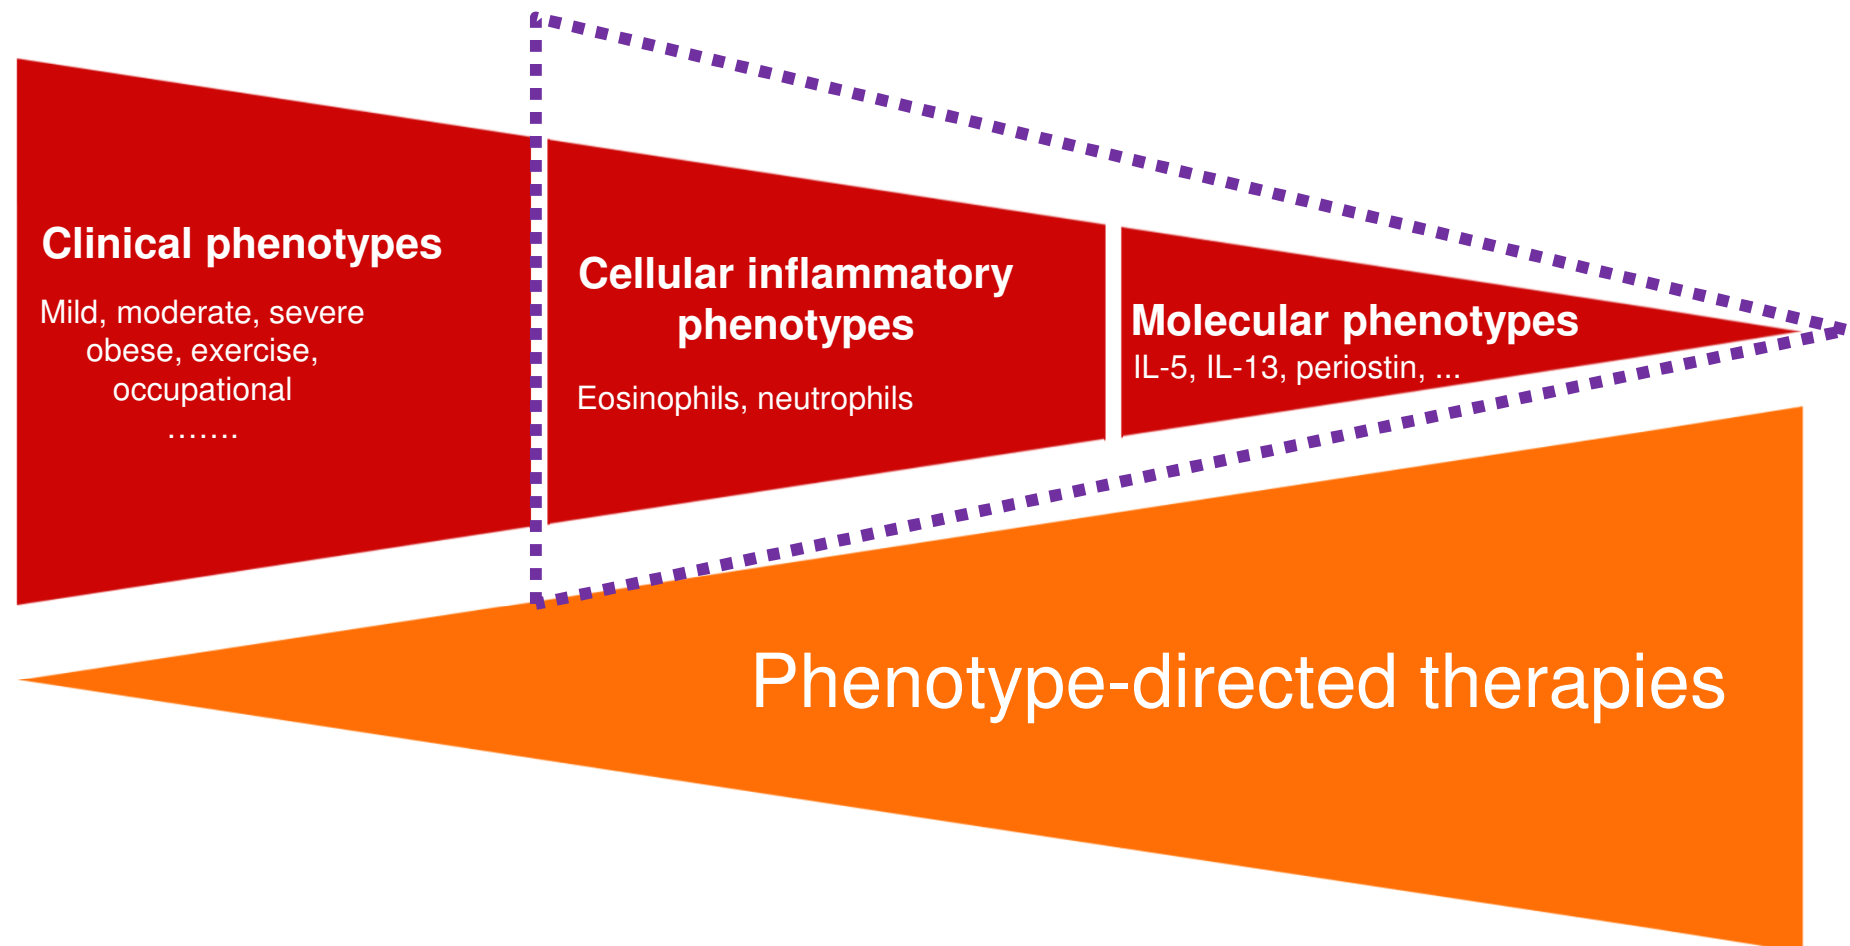 Clinical phenotypes
Mild, moderate, severe
obese, exercise,
occupational
.......
Cellular inflammatory
phenotypes
Eosinophils, neutrophils
Molecular phenotypes
IL-5, IL-13, periostin, ...
Phenotype-directed therapies